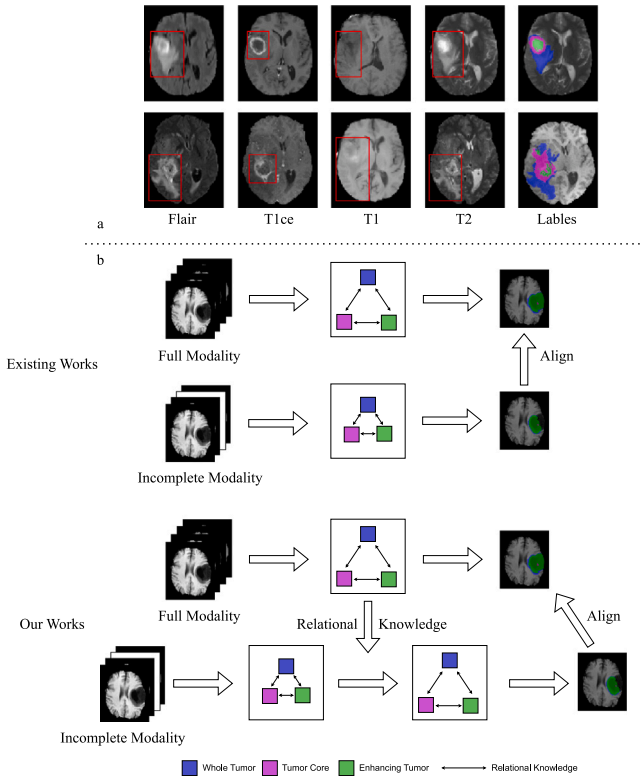 Flair T1ce T1 T2 Lables
a
b
Full Modality
Existing Works
Align
Incomplete Modality
Full Modality
Our Works
Relational Knowledge
Align
Incomplete Modality
Whole Tumor Tumor Core Enhancing Tumor Relational Knowledge